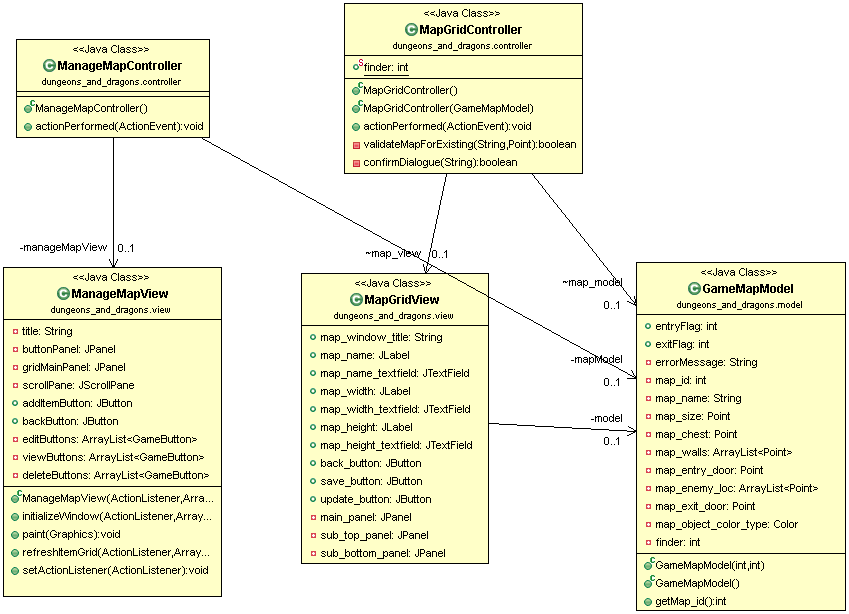 <<Java Class>>
ManageMapController
dungeons_and_dragons.controller
ManageMapController()
actionPerformed(ActionEvent):void
<<Java Class>>
MapGridController
dungeons_and_dragons.controller
finder: int
MapGridController()
MapGridController(GameMapModel)
actionPerformed(ActionEvent):void
validateMapForExisting(String,Point):boolean
confirmDialogue(String):boolean
-manageMapView 0..1
~map_view 0..1
~map_model
0..1
-mapModel
0..1
-model
0..1
<<Java Class>>
ManageMapView
dungeons_and_dragons.view
title: String
buttonPanel: JPanel
gridMainPanel: JPanel
scrollPane: JScrollPane
addItemButton: JButton
backButton: JButton
editButtons: ArrayList<GameButton>
viewButtons: ArrayList<GameButton>
deleteButtons: ArrayList<GameButton>
ManageMapView(ActionListener,Arra...
initializeWindow(ActionListener,Array...
paint(Graphics):void
refreshItemGrid(ActionListener,Array...
setActionListener(ActionListener):void
<<Java Class>>
MapGridView
dungeons_and_dragons.view
map_window_title: String
map_name: JLabel
map_name_textfield: JTextField
map_width: JLabel
map_width_textfield: JTextField
map_height: JLabel
map_height_textfield: JTextField
back_button: JButton
save_button: JButton
update_button: JButton
main_panel: JPanel
sub_top_panel: JPanel
sub_bottom_panel: JPanel
<<Java Class>>
GameMapModel
dungeons_and_dragons.model
entryFlag: int
exitFlag: int
errorMessage: String
map_id: int
map_name: String
map_size: Point
map_chest: Point
map_walls: ArrayList<Point>
map_entry_door: Point
map_enemy_loc: ArrayList<Point>
map_exit_door: Point
map_object_color_type: Color
finder: int
GameMapModel(int,int)
GameMapModel()
getMap_id():int